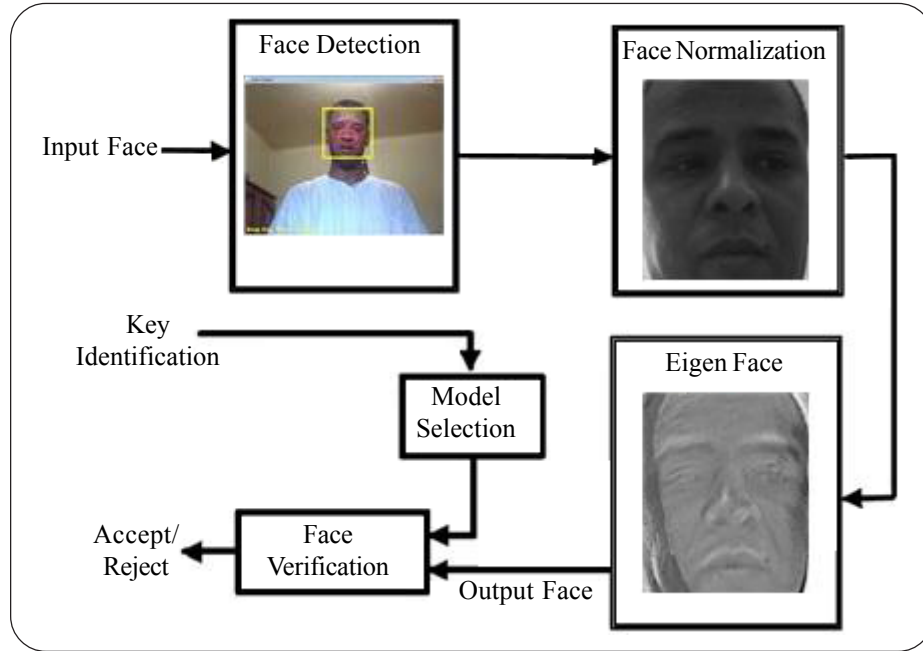 Face Detection
Face Normalization
Input Face
Key
Identification
Eigen Face
Model
Selection
Accept/
Reject
Face
Verification
Output Face